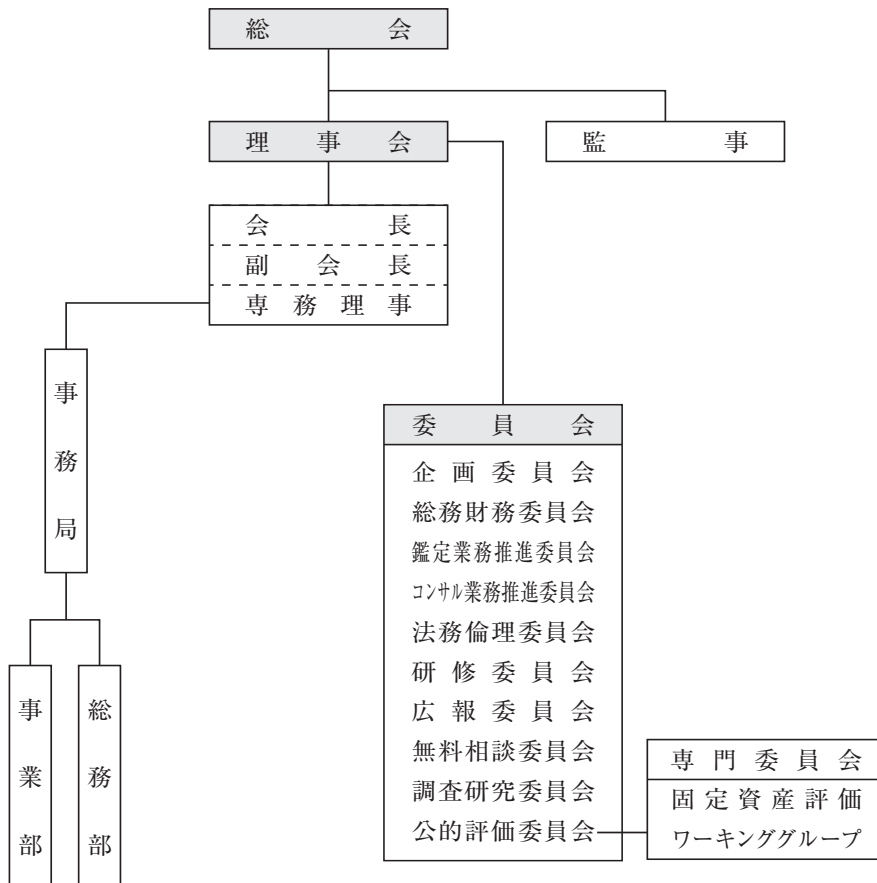 総会
理事会
監事
会長
副会長
専務理事
事務局
事業部
総務部
委員会
企画委員会
総務財務委員会
鑑定業務推進委員会
コンサル業務推進委員会
法務倫理委員会
研修委員会
広報委員会
無料相談委員会
調査研究委員会
公的評価委員会
専門委員会
固定資産評価
ワーキンググループ